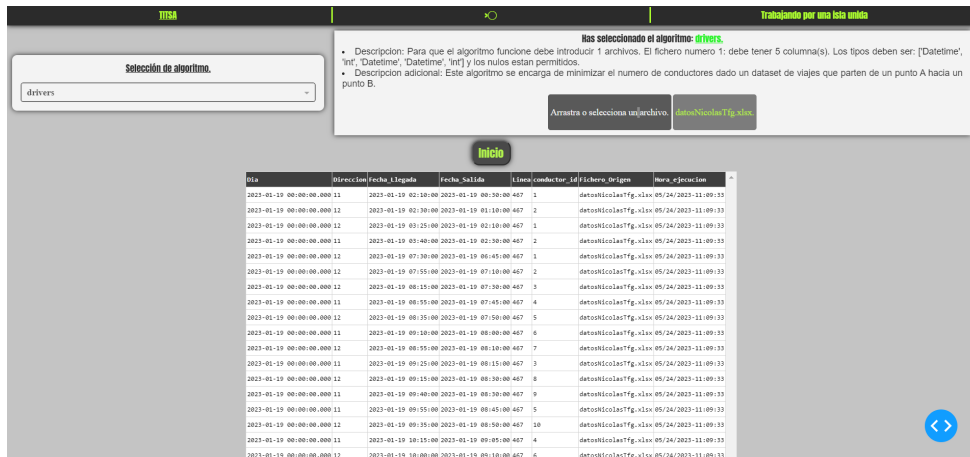 TITSA
Trabajando por una isla unida
Selección de algoritmo.
drivers
Has seleccionado el algoritmo: drivers.
• Descripcion: Para que el algoritmo funcione debe introducir 1 archivos. El fichero numero 1: debe tener 5 columna(s). Los tipos deben ser: ['Datetime',
'int', 'Datetime', 'Datetime', 'int'] y los nulos estan permitidos.
• Descripcion adicional: Este algoritmo se encarga de minimizar el numero de conductores dado un dataset de viajes que parten de un punto A hacia un
punto B.
Arrastra o selecciona un archivo. datosNicolasTfg.xlsx.
Inicio
Dia Direccion Fecha_Llegada Fecha_Salida Linea conductor_id Fichero_Origen Hora_ejecucion
2023-01-19 00:00:00.000 11 2023-01-19 02:10:00 2023-01-19 00:30:00 467 1 datosNicolasTfg.xlsx 05/24/2023-11:09:33
2023-01-19 00:00:00.000 12 2023-01-19 02:30:00 2023-01-19 01:10:00 467 2 datosNicolasTfg.xlsx 05/24/2023-11:09:33
2023-01-19 00:00:00.000 12 2023-01-19 03:25:00 2023-01-19 02:10:00 467 1 datosNicolasTfg.xlsx 05/24/2023-11:09:33
2023-01-19 00:00:00.000 11 2023-01-19 03:40:00 2023-01-19 02:30:00 467 2 datosNicolasTfg.xlsx 05/24/2023-11:09:33
2023-01-19 00:00:00.000 12 2023-01-19 07:30:00 2023-01-19 06:45:00 467 1 datosNicolasTfg.xlsx 05/24/2023-11:09:33
2023-01-19 00:00:00.000 12 2023-01-19 07:55:00 2023-01-19 07:10:00 467 2 datosNicolasTfg.xlsx 05/24/2023-11:09:33
2023-01-19 00:00:00.000 12 2023-01-19 08:15:00 2023-01-19 07:30:00 467 3 datosNicolasTfg.xlsx 05/24/2023-11:09:33
2023-01-19 00:00:00.000 11 2023-01-19 08:55:00 2023-01-19 07:45:00 467 4 datosNicolasTfg.xlsx 05/24/2023-11:09:33
2023-01-19 00:00:00.000 12 2023-01-19 08:35:00 2023-01-19 07:50:00 467 5 datosNicolasTfg.xlsx 05/24/2023-11:09:33
2023-01-19 00:00:00.000 11 2023-01-19 09:10:00 2023-01-19 08:00:00 467 6 datosNicolasTfg.xlsx 05/24/2023-11:09:33
2023-01-19 00:00:00.000 12 2023-01-19 08:55:00 2023-01-19 08:10:00 467 7 datosNicolasTfg.xlsx 05/24/2023-11:09:33
2023-01-19 00:00:00.000 11 2023-01-19 09:25:00 2023-01-19 08:15:00 467 3 datosNicolasTfg.xlsx 05/24/2023-11:09:33
2023-01-19 00:00:00.000 12 2023-01-19 09:15:00 2023-01-19 08:30:00 467 8 datosNicolasTfg.xlsx 05/24/2023-11:09:33
2023-01-19 00:00:00.000 11 2023-01-19 09:40:00 2023-01-19 08:30:00 467 9 datosNicolasTfg.xlsx 05/24/2023-11:09:33
2023-01-19 00:00:00.000 11 2023-01-19 09:55:00 2023-01-19 08:45:00 467 5 datosNicolasTfg.xlsx 05/24/2023-11:09:33
2023-01-19 00:00:00.000 12 2023-01-19 09:35:00 2023-01-19 08:50:00 467 10 datosNicolasTfg.xlsx 05/24/2023-11:09:33
2023-01-19 00:00:00.000 11 2023-01-19 10:15:00 2023-01-19 09:05:00 467 4 datosNicolasTfg.xlsx 05/24/2023-11:09:33
2023-01-19 00:00:00.000 12 2023-01-19 10:00:00 2023-01-19 09:10:00 467 6 datosNicolasTfg.xlsx 05/24/2023-11:09:33